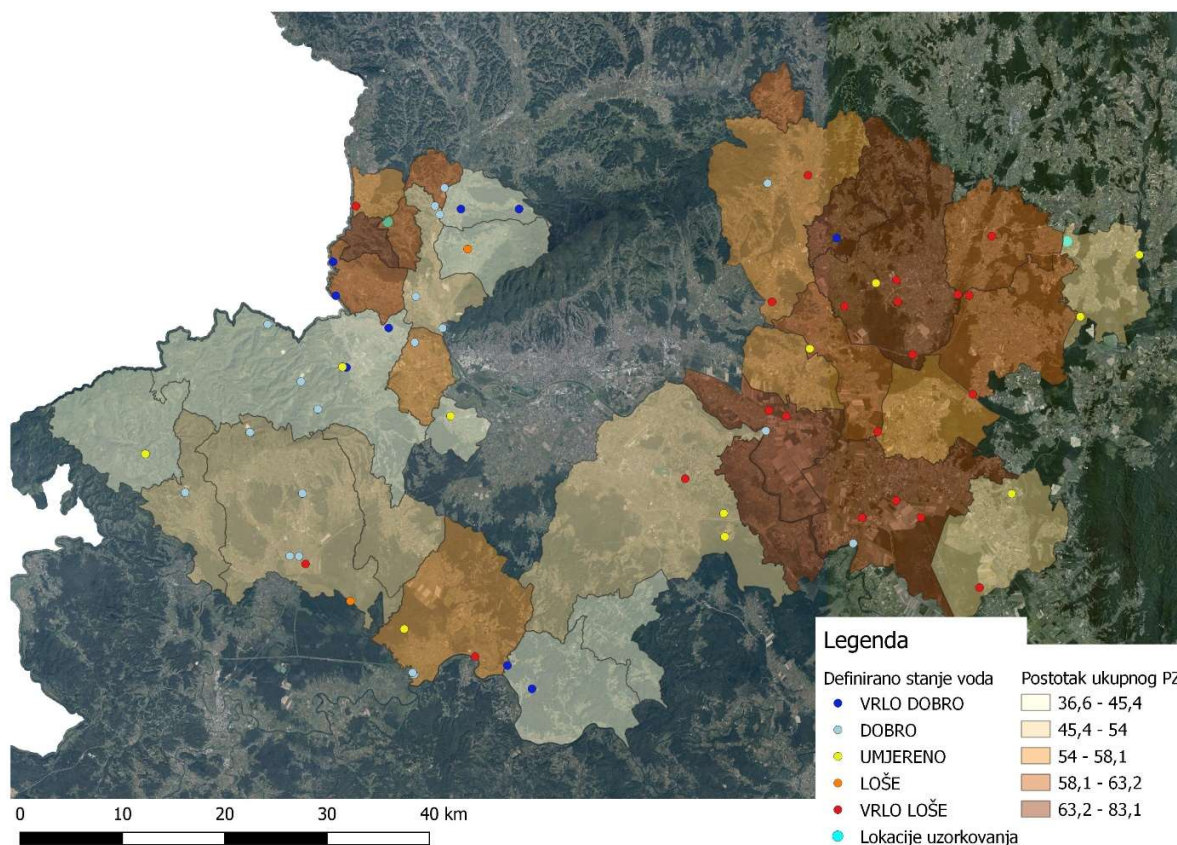 Legenda
Definirano stanje voda
VRLO DOBRO
DOBRO
UMJERENO
LOŠE
VRLO LOŠE
Lokacije uzorkovanja
Postotak ukupnog PZ
36,6 - 45,4
45,4 - 54
54 - 58,1
58,1 - 63,2
63,2 - 83,1
0 10 20 30 40 km